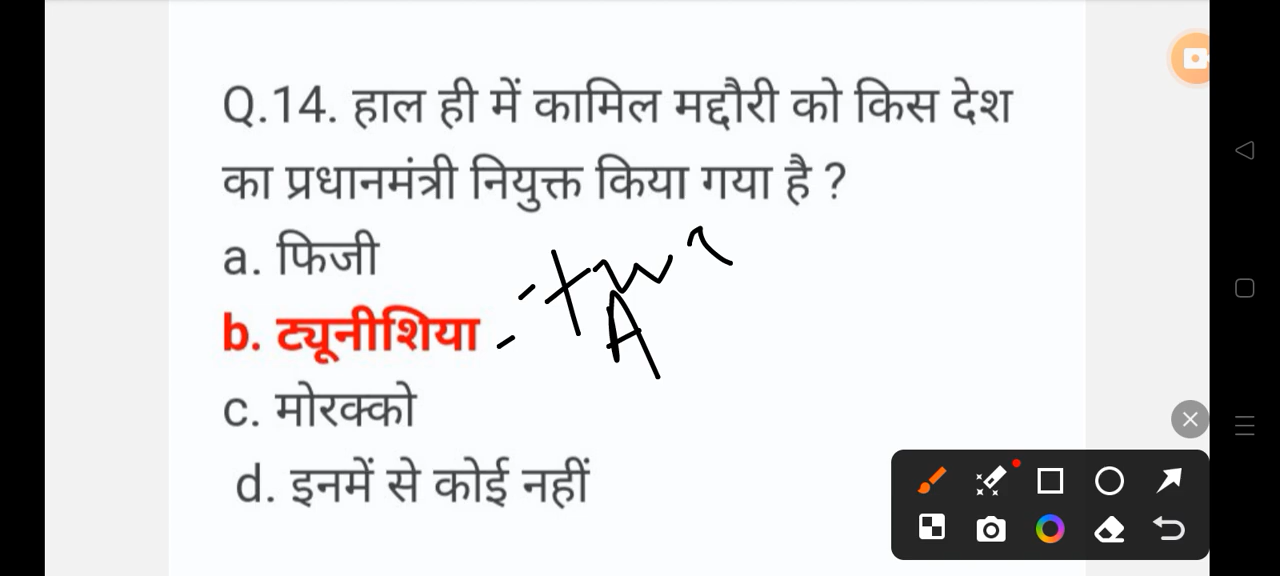 Q.14. हाल ही में कामिल मद्दौरी को किस देश
का प्रधानमंत्री नियुक्त किया गया है ?
a. फिजी
b. ट्यूनीशिया
c. मोरक्को
d. इनमें से कोई नहीं